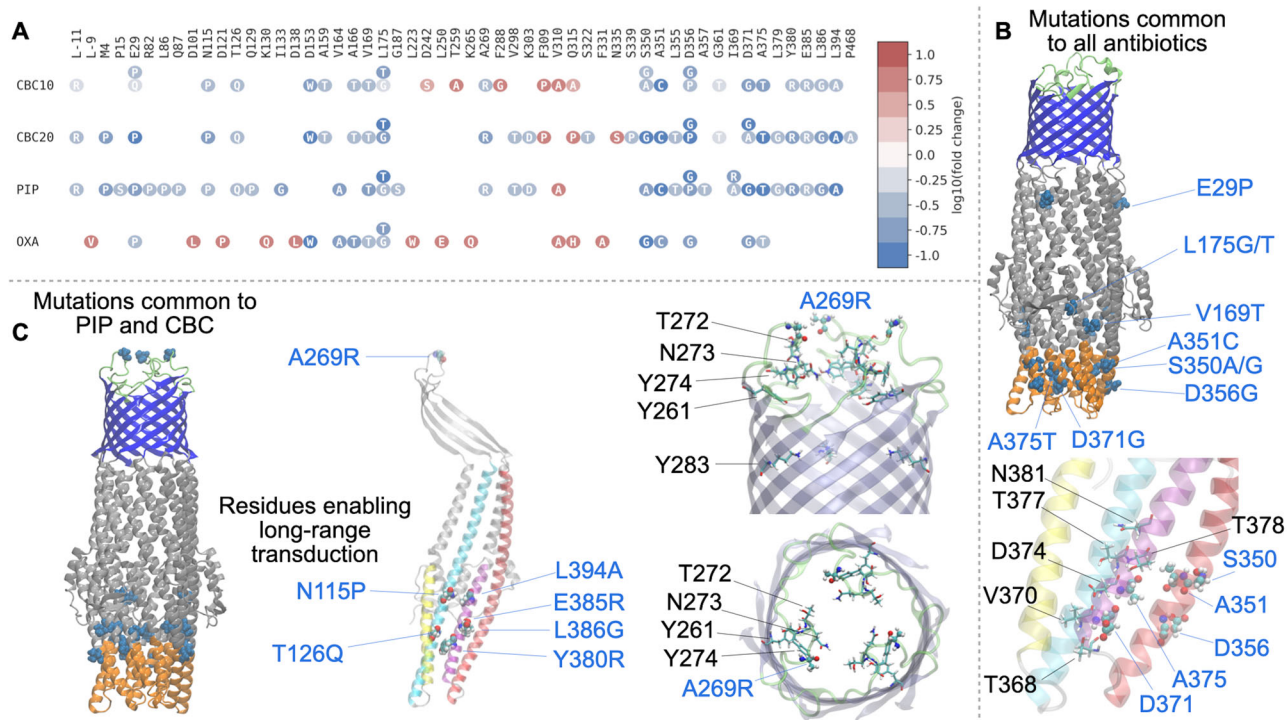 A
L-11 L-9 M4 P15 E29 R82 L86 Q87 D101 N115 D121 T126 Q129 K130 I133 D138 D153 A159 V164 A166 V169 L175 G187 L223 D242 L250 T259 K265 A269 F288 V298 K303 F309 V310 Q315 S322 F331 N335 S339 S350 A351 L355 D356 A357 G361 I369 D371 A375 L379 Y380 E385 L386 L394 P468
P T G G
CBC10 R Q P Q W A T T T G S A R G P A A A C P T G T R R G A
T G G
CBC20 R P P P Q W A T T T G R T D P P T S P G C T P T A T G R R G A A
T G R
PIP R P S P P P P P Q P G A T G S R T D A A C T P T A G T G R R G A
T
OXA V P L P Q L W A T T G W E Q A H A G C G G T
1.0
0.75
0.5
0.25
0.0
-0.25
-0.5
-0.75
-1.0
log10(fold change)
B
Mutations common
to all antibiotics
E29P
L175G/T
V169T
A351C
S350A/G
D356G
A375T
D371G
N381
T377
T378
D374
S350
V370
A351
D356
T368
A375
D371
C
Mutations common to
PIP and CBC
A269R
Residues enabling
long-range
transduction
N115P
L394A
E385R
L386G
T126Q
Y380R
A269R
T272
N273
Y274
Y261
Y283
T272
N273
Y261
Y274
A269R